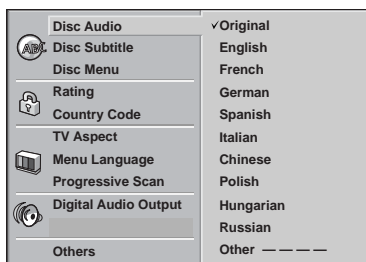 Disc Audio
ABC Disc Subtitle
Disc Menu
Rating
Country Code
TV Aspect
Menu Language
Progressive Scan
Digital Audio Output
Others
✓Original
English
French
German
Spanish
Italian
Chinese
Polish
Hungarian
Russian
Other — — — —